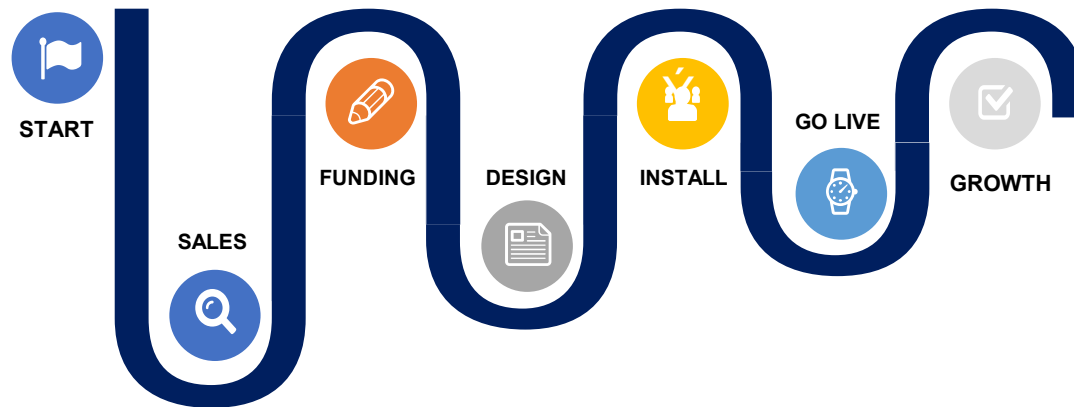 START
SALES
FUNDING
DESIGN
INSTALL
GO LIVE
GROWTH